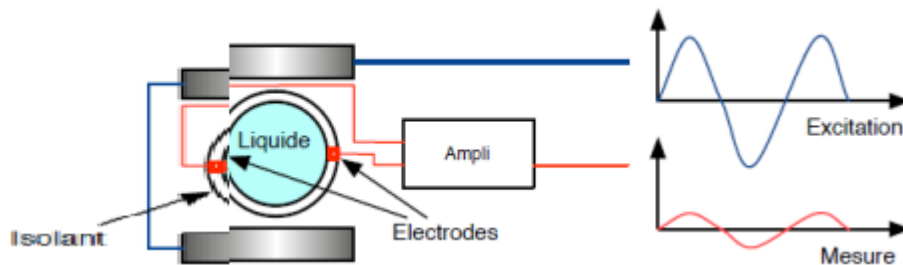 Liquide
Ampli
Excitation
Isolant
Electrodes
Mesure